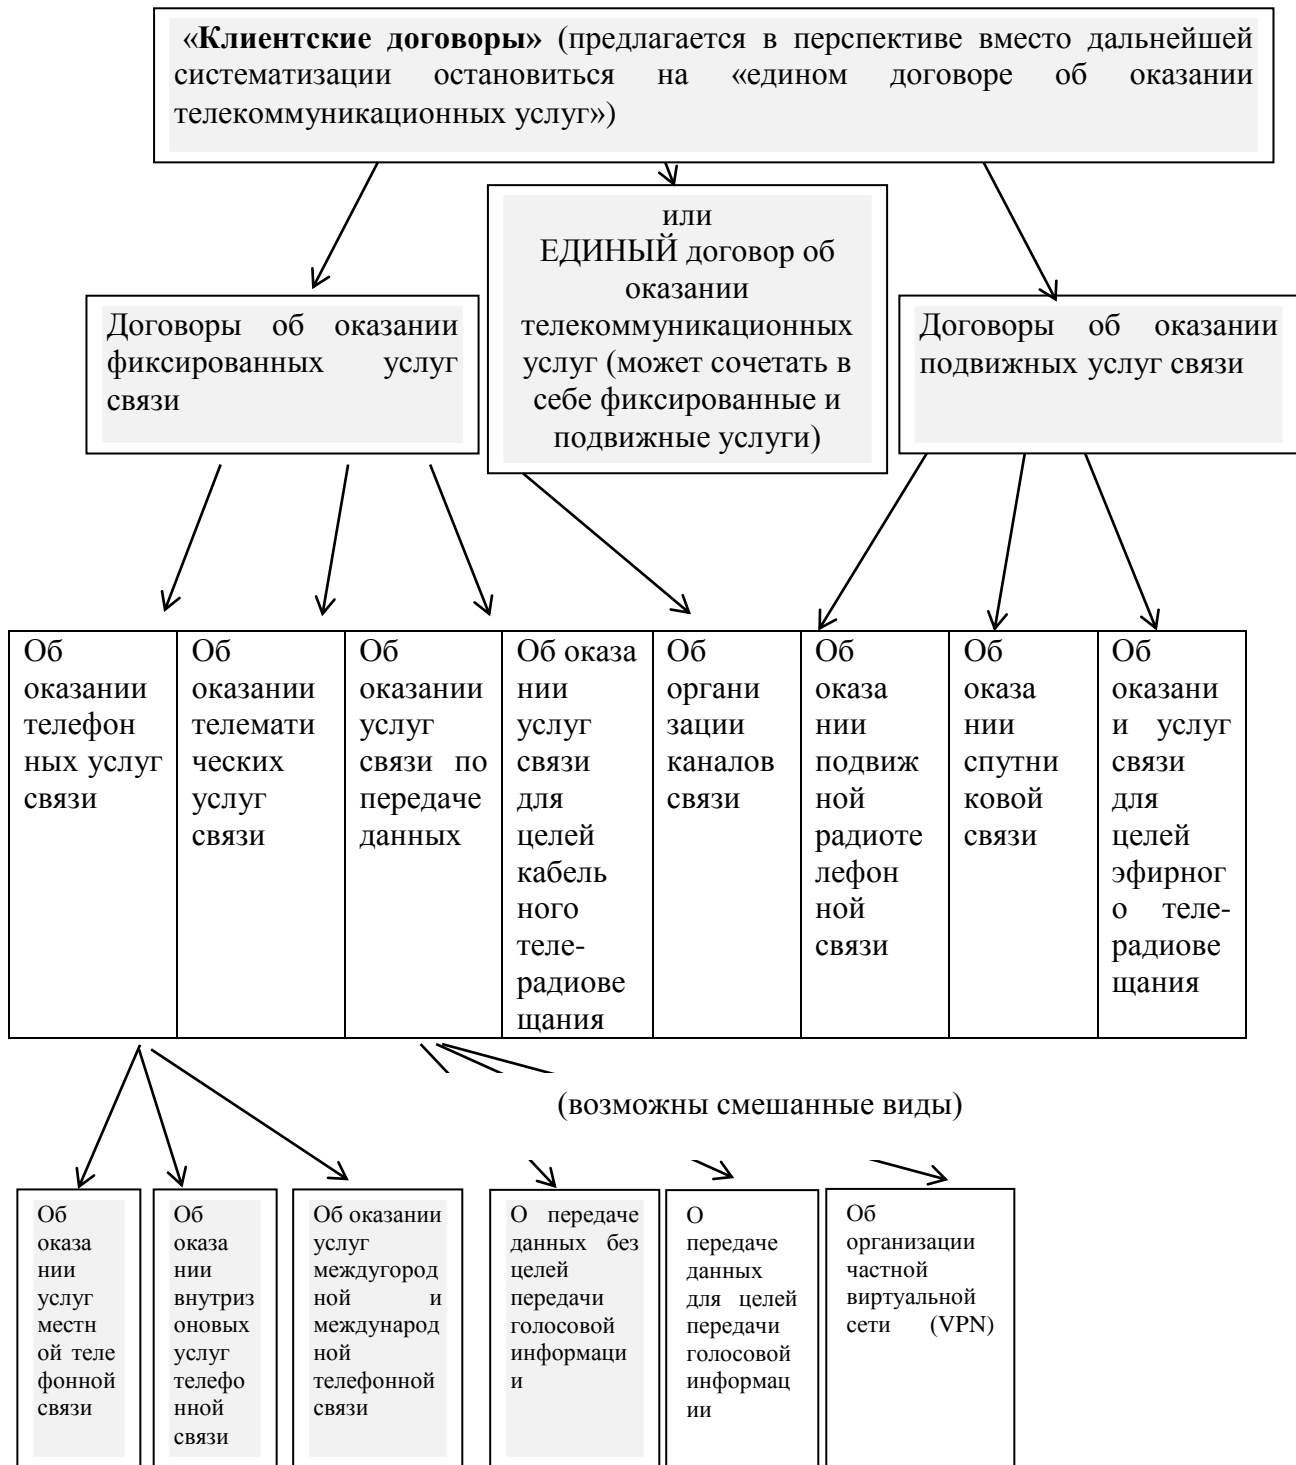 «Клиентские договоры» (предлагается в перспективе вместо дальнейшей
систематизации остановиться на «едином договоре об оказании
телекоммуникационных услуг»)
или
ЕДИНЫЙ договор об
оказании
телекоммуникационных
услуг (может сочетать в
себе фиксированные и
подвижные услуги)
Договоры об оказании
фиксированных услуг
связи
Договоры об оказании
подвижных услуг связи
Об
оказании
телефон
ных услуг
связи
Об
оказании
телемати
ческих
услуг
связи
Об
оказании
услуг
связи по
передаче
данных
Об оказа
нии
услуг
связи
для
целей
кабель
ного
теле-
радиове
щания
Об
органи
зации
каналов
связи
Об
оказа
нии
подвиж
ной
радиоте
лефон
ной
связи
Об
оказа
нии
спутни
ковой
связи
Об
оказани
и услуг
связи
для
целей
эфирног
о теле-
радиове
щания
(возможны смешанные виды)
Об
оказа
нии
услуг
местн
ой теле
фонной
связи
Об
оказа
нии
внутриз
оновых
услуг
телефо
нной
связи
Об оказании
услуг
междугород
ной и
международ
ной
телефонной
связи
О передаче
данных без
целей
передачи
голосовой
информаци
и
О
передаче
данных
для целей
передачи
голосовой
информац
ии
Об
организации
частной
виртуальной
сети (VPN)